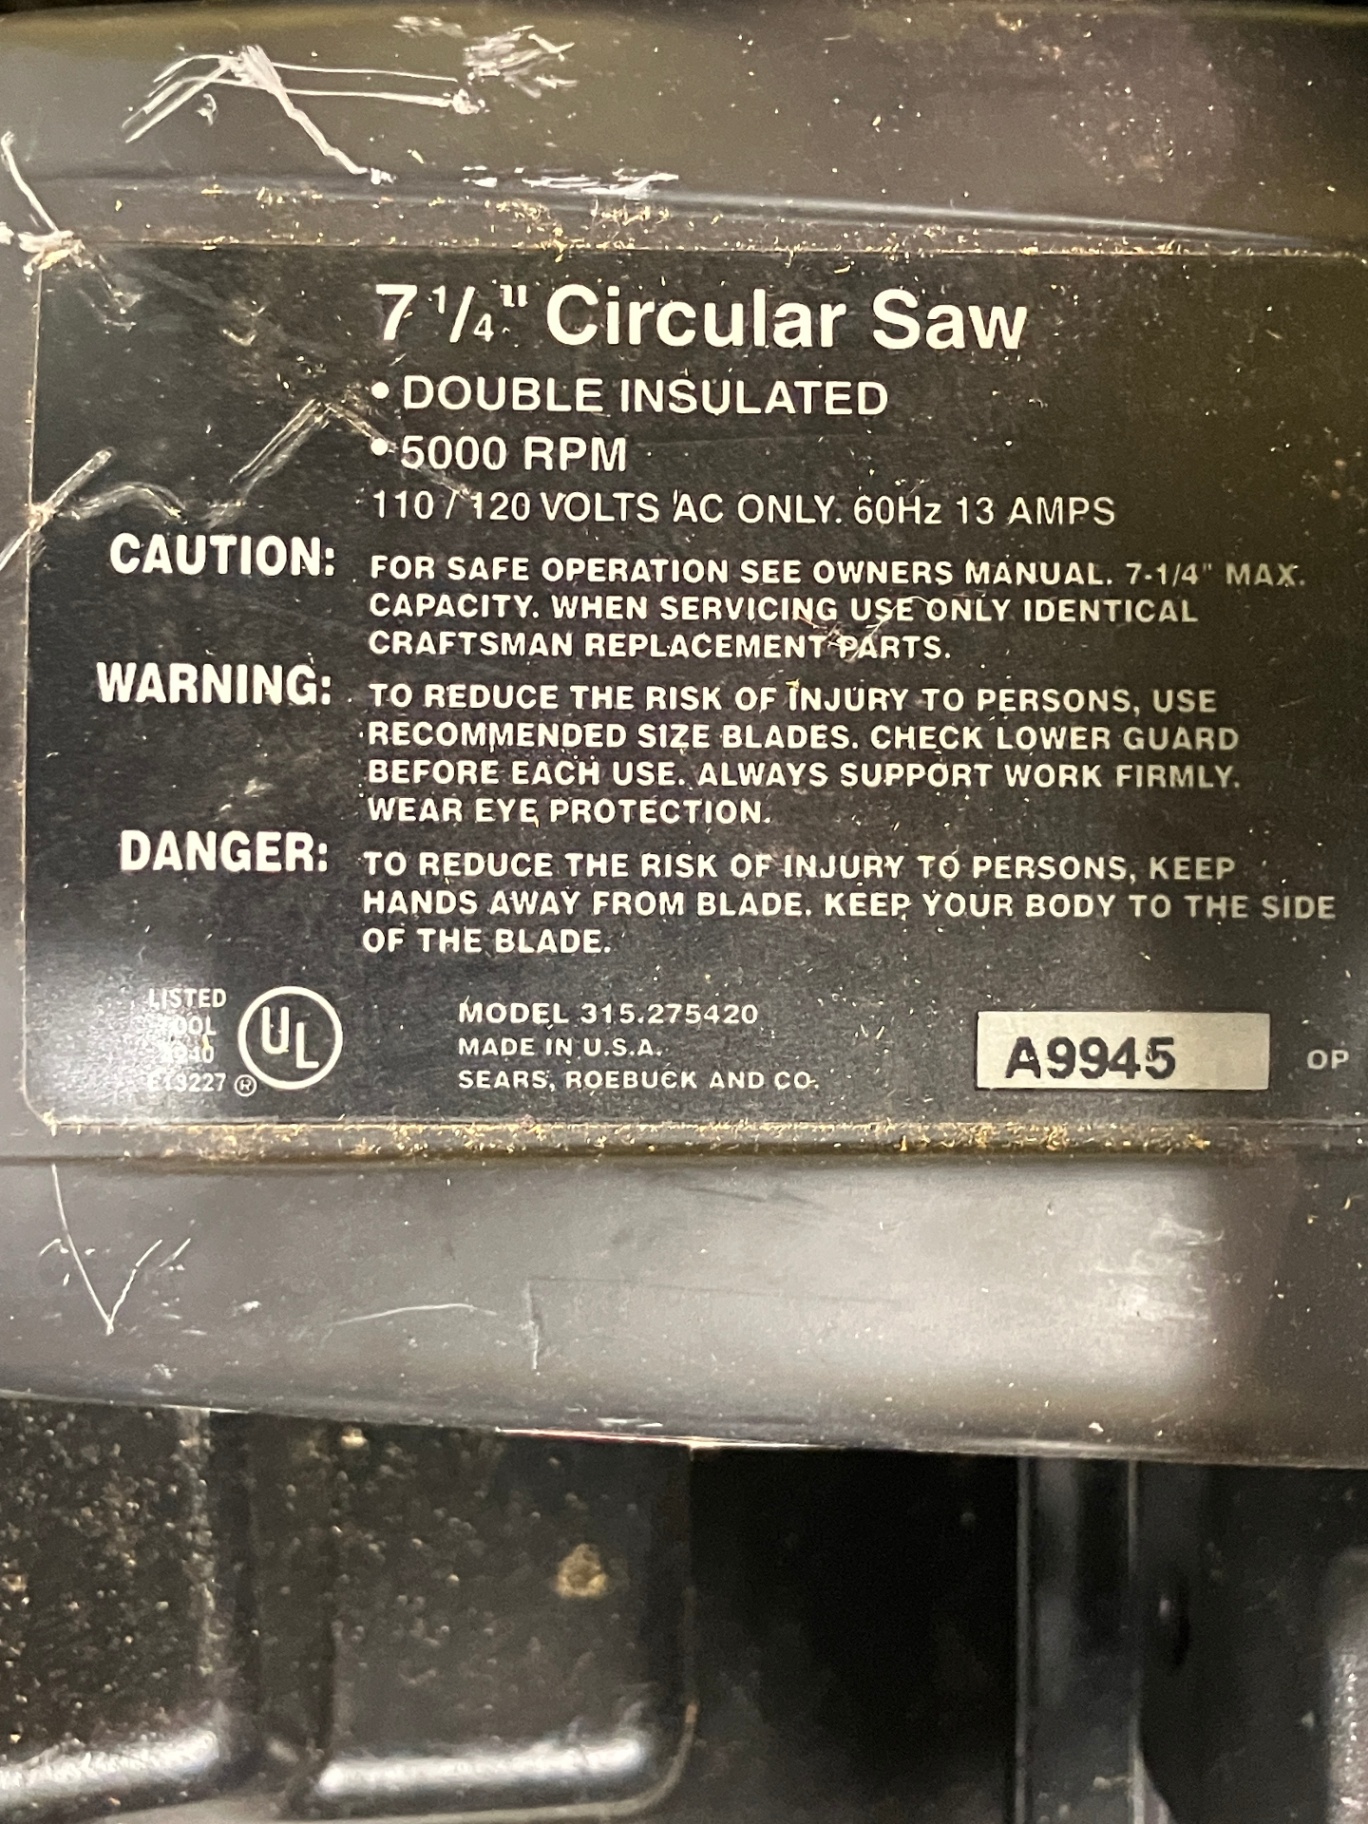 7 1/4" Circular Saw
• DOUBLE INSULATED
• 5000 RPM
110 / 120 VOLTS AC ONLY. 60Hz 13 AMPS
CAUTION: FOR SAFE OPERATION SEE OWNERS MANUAL. 7-1/4" MAX.
CAPACITY. WHEN SERVICING USE ONLY IDENTICAL
CRAFTSMAN REPLACEMENT PARTS.
WARNING: TO REDUCE THE RISK OF INJURY TO PERSONS, USE
RECOMMENDED SIZE BLADES. CHECK LOWER GUARD
BEFORE EACH USE. ALWAYS SUPPORT WORK FIRMLY.
WEAR EYE PROTECTION.
DANGER: TO REDUCE THE RISK OF INJURY TO PERSONS, KEEP
HANDS AWAY FROM BLADE. KEEP YOUR BODY TO THE SIDE
OF THE BLADE.
LISTED
UL ®
MODEL 315.275420
MADE IN U.S.A.
SEARS, ROEBUCK AND CO.
A9945
OP